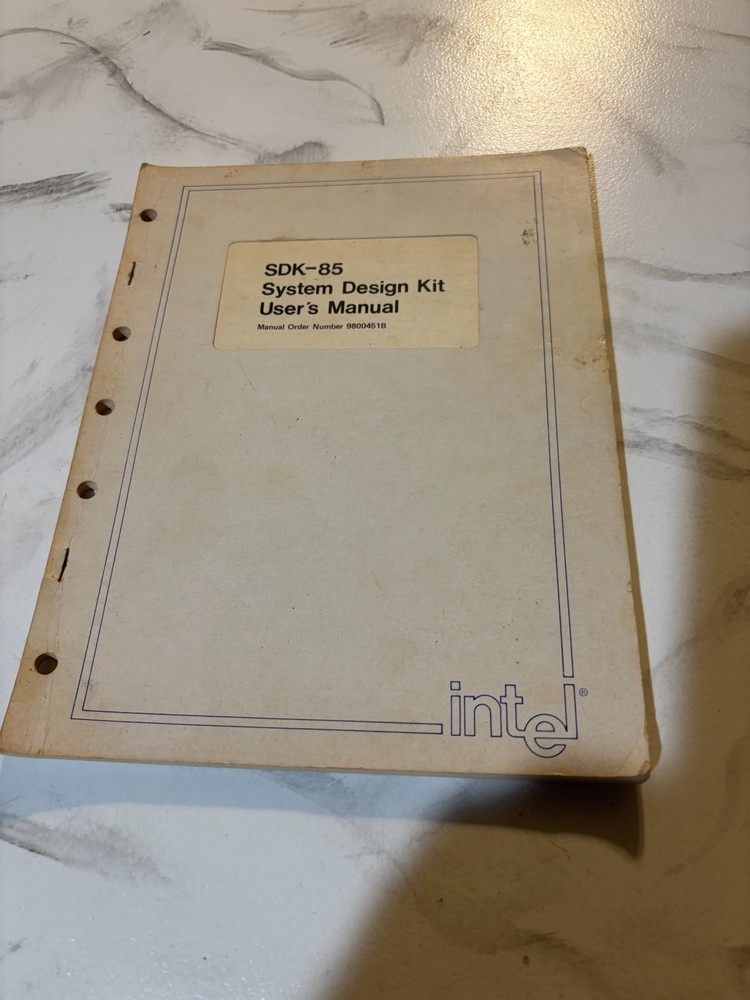 SDK-85
System Design Kit
User's Manual
Manual Order Number 9800451B
intel®